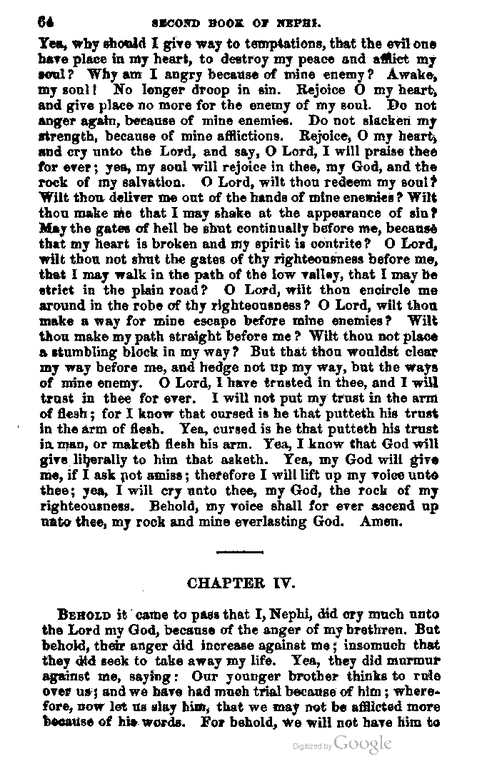 64 SECOND BOOK OF NEPHI.
Yea, why should I give way to temptations, that the evil one
have place in my heart, to destroy my peace and afflict my
soul? Why am I angry because of mine enemy? Awake,
my soul! No longer droop in sin. Rejoice O my heart,
and give place no more for the enemy of my soul. Do not
anger again, because of mine enemies. Do not slacken my
strength, because of mine afflictions. Rejoice, O my heart,
and cry unto the Lord, and say, O Lord, I will praise thee
for ever; yea, my soul will rejoice in thee, my God, and the
rock of my salvation. O Lord, wilt thou redeem my soul?
Wilt thou deliver me out of the hands of mine enemies? Wilt
thou make me that I may shake at the appearance of sin?
May the gates of hell be shut continually before me, because
that my heart is broken and my spirit is contrite? O Lord,
wilt thou not shut the gates of thy righteousness before me,
that I may walk in the path of the low valley, that I may be
strict in the plain road? O Lord, wilt thou encircle me
around in the robe of thy righteousness? O Lord, wilt thou
make a way for mine escape before mine enemies? Wilt
thou make my path straight before me? Wilt thou not place
a stumbling block in my way? But that thou wouldst clear
my way before me, and hedge not up my way, but the ways
of mine enemy. O Lord, I have trusted in thee, and I will
trust in thee for ever. I will not put my trust in the arm
of flesh; for I know that cursed is he that putteth his trust
in the arm of flesh. Yea, cursed is he that putteth his trust
in man, or maketh flesh his arm. Yea, I know that God will
give liberally to him that asketh. Yea, my God will give
me, if I ask not amiss; therefore I will lift up my voice unto
thee; yea, I will cry unto thee, my God, the rock of my
righteousness. Behold, my voice shall for ever ascend up
unto thee, my rock and mine everlasting God. Amen.
CHAPTER IV.
BEHOLD it came to pass that I, Nephi, did cry much unto
the Lord my God, because of the anger of my brethren. But
behold, their anger did increase against me; insomuch that
they did seek to take away my life. Yea, they did murmur
against me, saying: Our younger brother thinks to rule
over us; and we have had much trial because of him; where-
fore, now let us slay him, that we may not be afflicted more
because of his words. For behold, we will not have him to
Digitized by Google